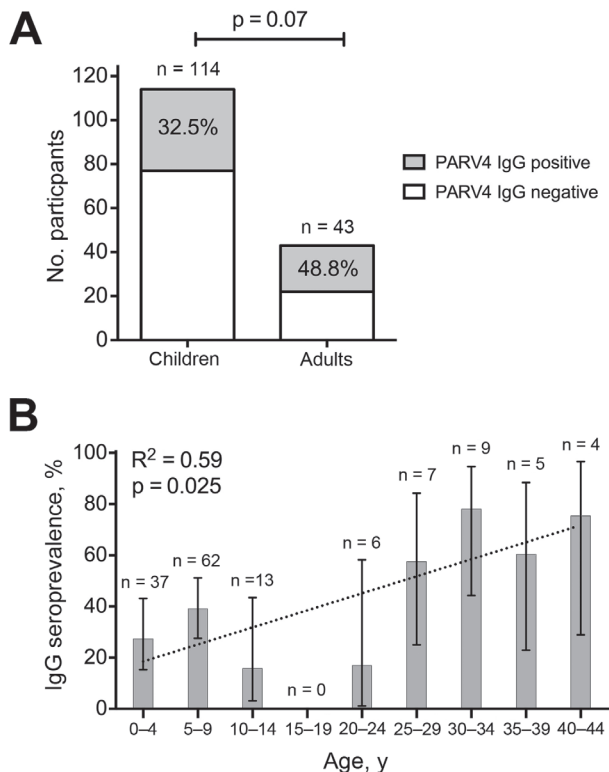 A
p = 0.07
n = 114
n = 43
32.5%
48.8%
No. particpants
120
100
80
60
40
20
0
Children
Adults
PARV4 IgG positive
PARV4 IgG negative
B
R² = 0.59
p = 0.025
IgG seroprevalence, %
100
80
60
40
20
0
n = 37
n = 62
n =13
n = 0
n = 6
n = 7
n = 9
n = 5
n = 4
0–4
5–9
10–14
15–19
20–24
25–29
30–34
35–39
40–44
Age, y